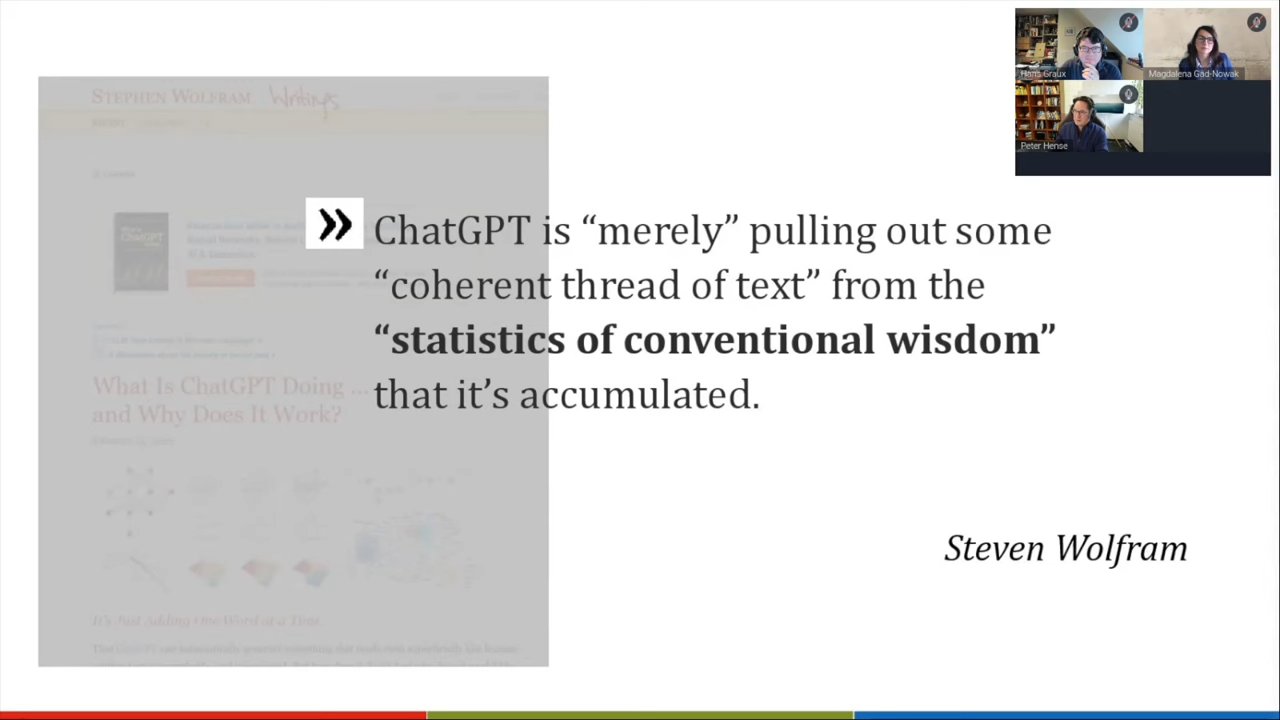 Hans Graux
Magdalena Gad-Nowak
Peter Hense
STEPHEN WOLFRAM Writings
»
ChatGPT is “merely” pulling out some
“coherent thread of text” from the
“statistics of conventional wisdom”
that it’s accumulated.
What Is ChatGPT Doing …
and Why Does It Work?
Steven Wolfram
It’s Just Adding One Word at a Time